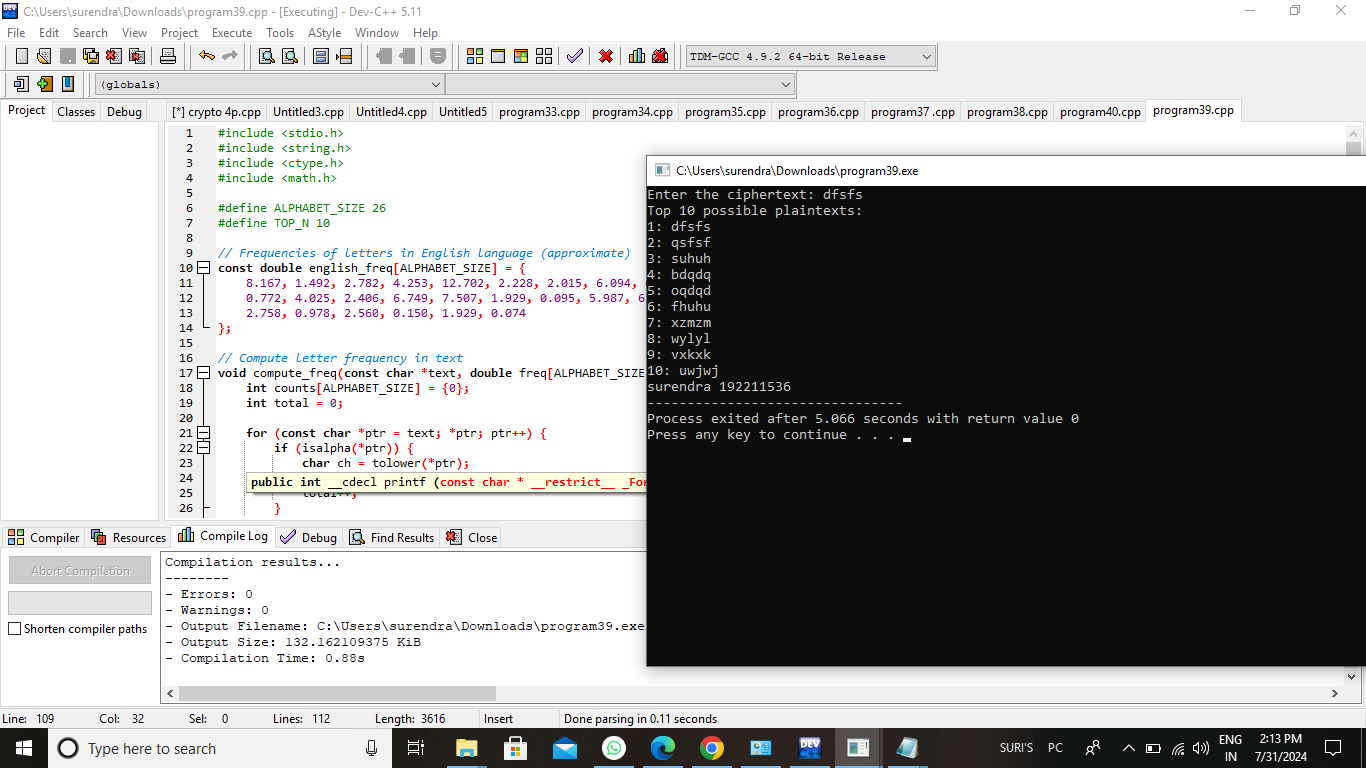 C:\Users\surendra\Downloads\program39.cpp - [Executing] - Dev-C++ 5.11
File Edit Search View Project Execute Tools AStyle Window Help
TDM-GCC 4.9.2 64-bit Release
(globals)
Project Classes Debug
[*] crypto 4p.cpp Untitled3.cpp Untitled4.cpp Untitled5 program33.cpp program34.cpp program35.cpp program36.cpp program37 .cpp program38.cpp program40.cpp program39.cpp
1 #include <stdio.h>
2 #include <string.h>
3 #include <ctype.h>
4 #include <math.h>
5
6 #define ALPHABET_SIZE 26
7 #define TOP_N 10
8
9 // Frequencies of letters in English language (approximate)
10 const double english_freq[ALPHABET_SIZE] = {
11 8.167, 1.492, 2.782, 4.253, 12.702, 2.228, 2.015, 6.094,
12 0.772, 4.025, 2.406, 6.749, 7.507, 1.929, 0.095, 5.987, 6
13 2.758, 0.978, 2.560, 0.150, 1.929, 0.074
14 };
15
16 // Compute letter frequency in text
17 void compute_freq(const char *text, double freq[ALPHABET_SIZE
18 int counts[ALPHABET_SIZE] = {0};
19 int total = 0;
20
21 for (const char *ptr = text; *ptr; ptr++) {
22 if (isalpha(*ptr)) {
23 char ch = tolower(*ptr);
24 public int __cdecl printf (const char * __restrict__ _For
25 total++;
26 }
C:\Users\surendra\Downloads\program39.exe
Enter the ciphertext: dfsfs
Top 10 possible plaintexts:
1: dfsfs
2: qsfsf
3: suhuh
4: bdqdq
5: oqdqd
6: fhuhu
7: xzmzm
8: wylyl
9: vxkxk
10: uwjwj
surendra 192211536
--------------------------------
Process exited after 5.066 seconds with return value 0
Press any key to continue . . .
Compiler Resources Compile Log Debug Find Results Close
Abort Compilation
Shorten compiler paths
Compilation results...
--------
- Errors: 0
- Warnings: 0
- Output Filename: C:\Users\surendra\Downloads\program39.exe
- Output Size: 132.162109375 KiB
- Compilation Time: 0.88s
Line: 109 Col: 32 Sel: 0 Lines: 112 Length: 3616 Insert Done parsing in 0.11 seconds
Type here to search
SURI'S PC
ENG
IN
2:13 PM
7/31/2024